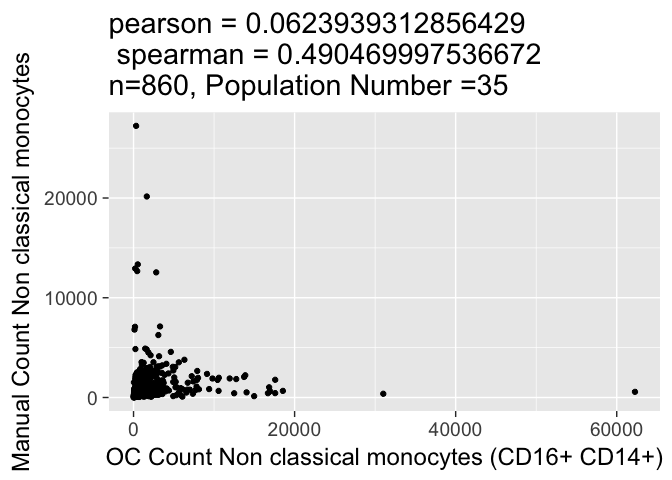 pearson = 0.0623939312856429
spearman = 0.490469997536672
n=860, Population Number =35
Manual Count Non classical monocytes
20000
10000
0
0
20000
40000
60000
OC Count Non classical monocytes (CD16+ CD14+)